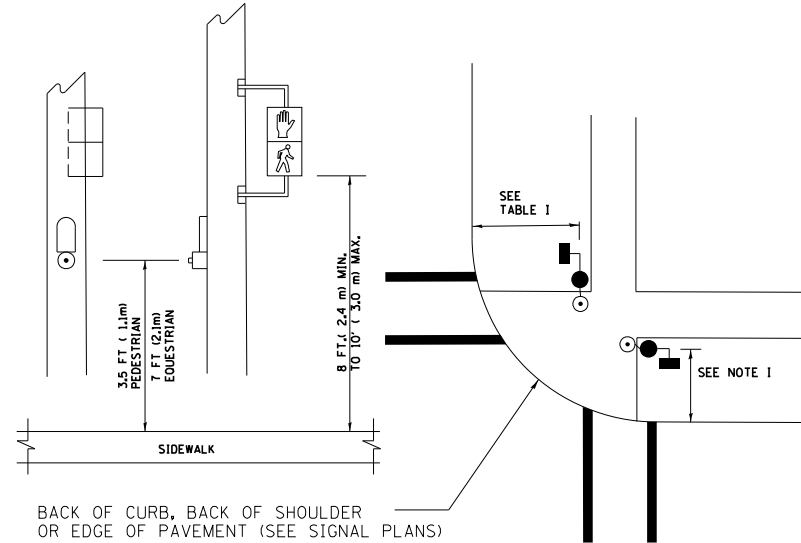 3.5 FT ( 1.1m)
PEDESTRIAN
7 FT (2.1m)
EQUESTRIAN
8 FT.( 2.4 m) MIN.
TO 10' ( 3.0 m) MAX.
SIDEWALK
SEE
TABLE I
SEE NOTE I
BACK OF CURB, BACK OF SHOULDER
OR EDGE OF PAVEMENT (SEE SIGNAL PLANS)